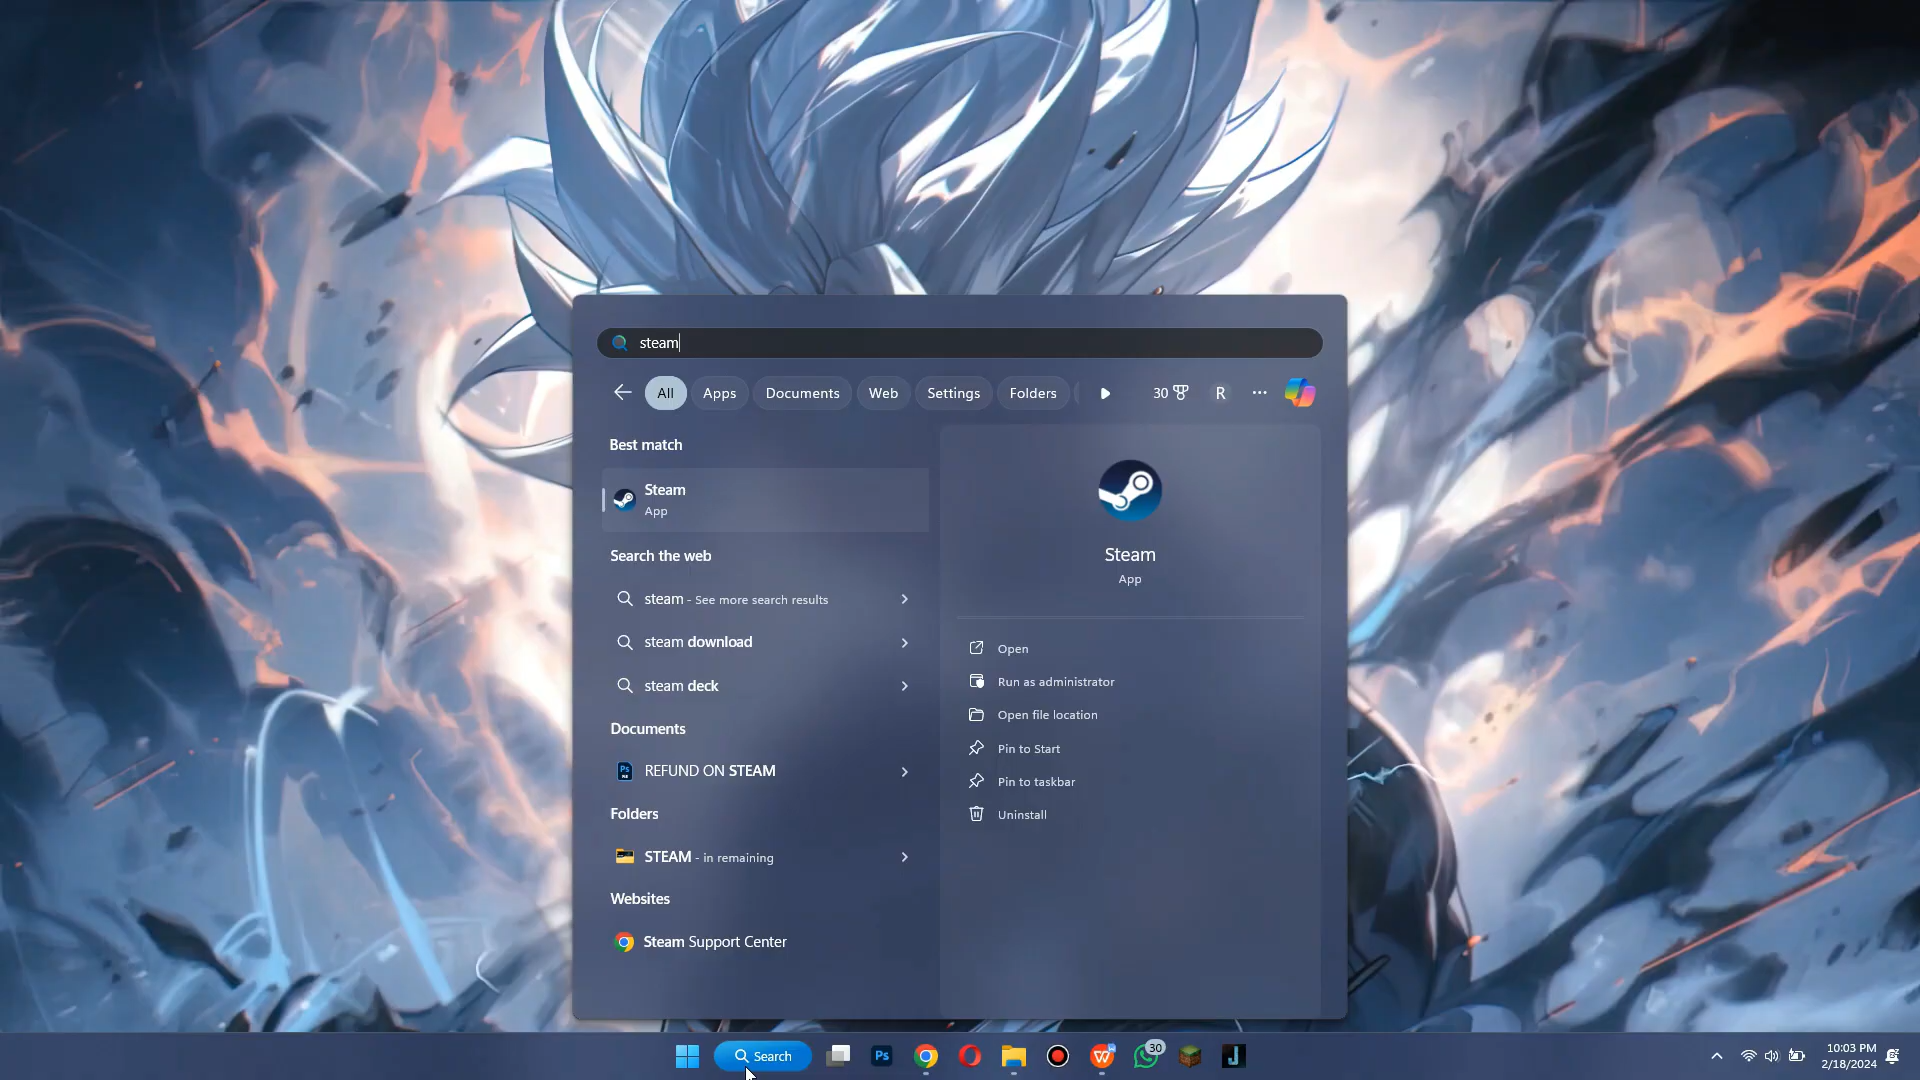 steam
All Apps Documents Web Settings Folders 30 R ...
Best match
Steam
App
Search the web
steam - See more search results
steam download
steam deck
Documents
REFUND ON STEAM
Folders
STEAM - in remaining
Websites
Steam Support Center
Steam
App
Open
Run as administrator
Open file location
Pin to Start
Pin to taskbar
Uninstall
Search Ps W 30 J
10:03 PM
2/18/2024